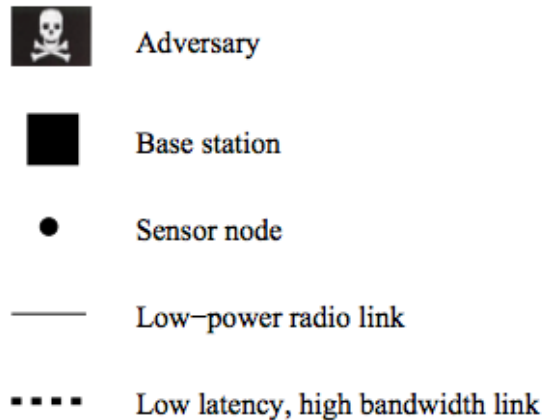 Adversary
Base station
Sensor node
Low−power radio link
Low latency, high bandwidth link